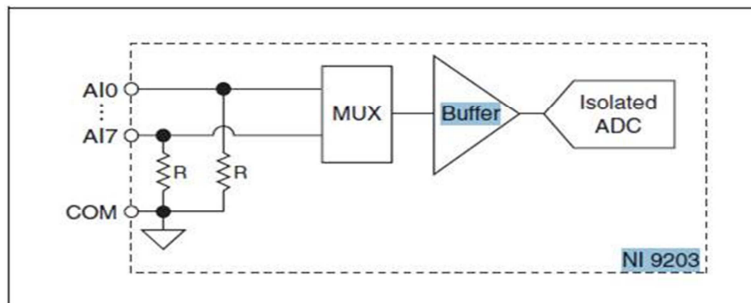 AI0
AI7
COM
R
R
MUX
Buffer
Isolated
ADC
NI 9203